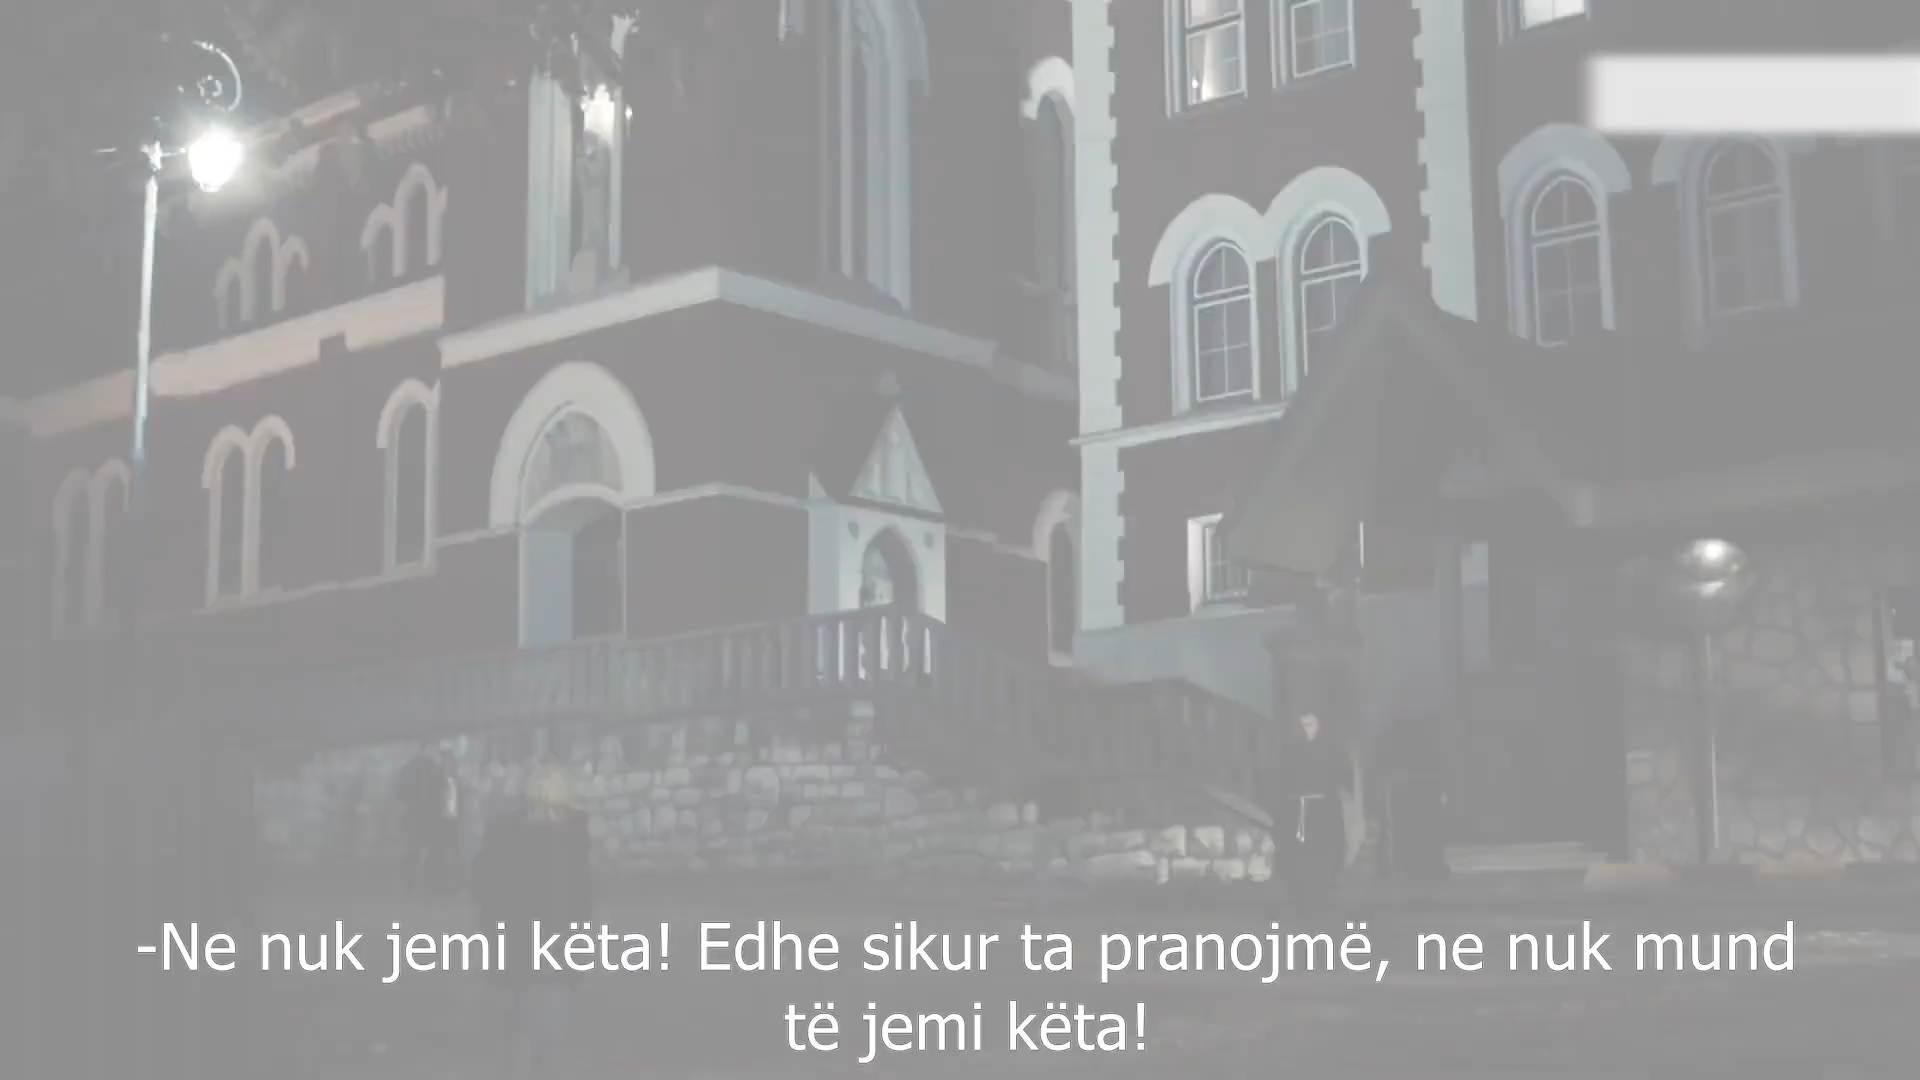 -Ne nuk jemi këta! Edhe sikur ta pranojmë, ne nuk mund
të jemi këta!